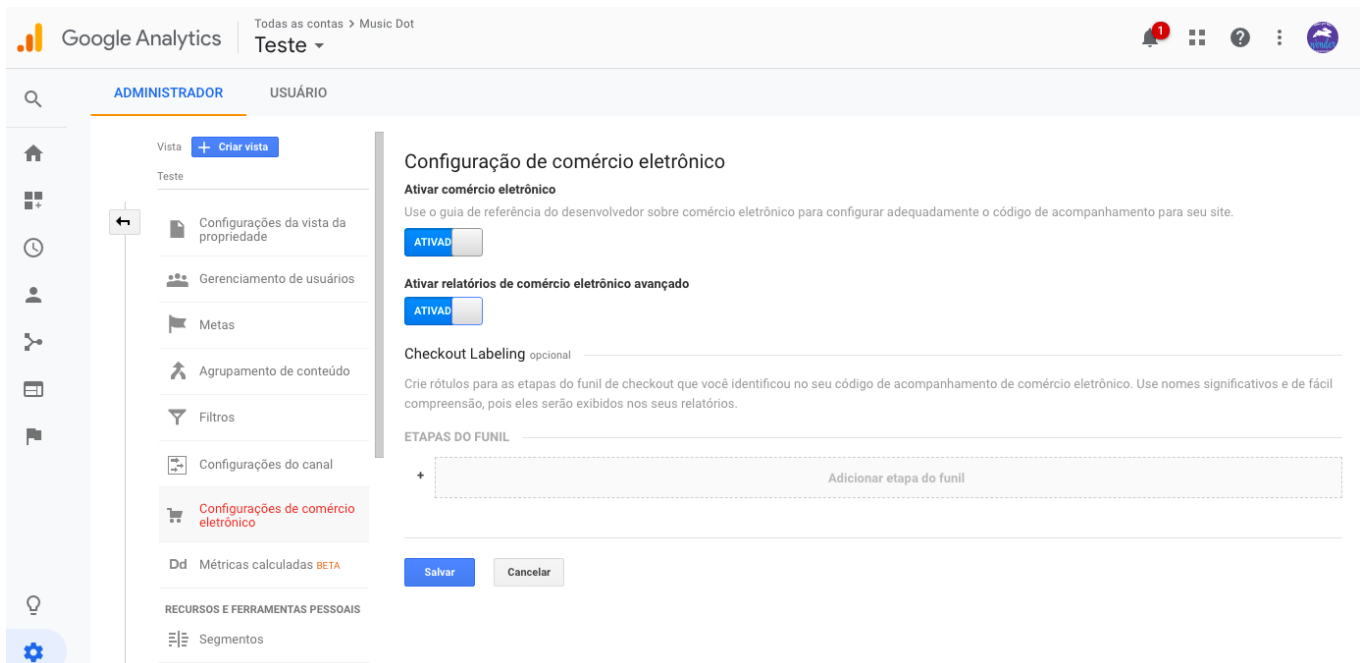 Google Analytics
Todas as contas > Music Dot
Teste
1
ADMINISTRADOR
USUÁRIO
Vista
+ Criar vista
Teste
Configurações da vista da
propriedade
Gerenciamento de usuários
Metas
Agrupamento de conteúdo
Filtros
Configurações do canal
Configurações de comércio
eletrônico
Dd Métricas calculadas BETA
RECURSOS E FERRAMENTAS PESSOAIS
Segmentos
Configuração de comércio eletrônico
Ativar comércio eletrônico
Use o guia de referência do desenvolvedor sobre comércio eletrônico para configurar adequadamente o código de acompanhamento para seu site.
ATIVAD
Ativar relatórios de comércio eletrônico avançado
ATIVAD
Checkout Labeling opcional
Crie rótulos para as etapas do funil de checkout que você identificou no seu código de acompanhamento de comércio eletrônico. Use nomes significativos e de fácil
compreensão, pois eles serão exibidos nos seus relatórios.
ETAPAS DO FUNIL
+ Adicionar etapa do funil
Salvar
Cancelar